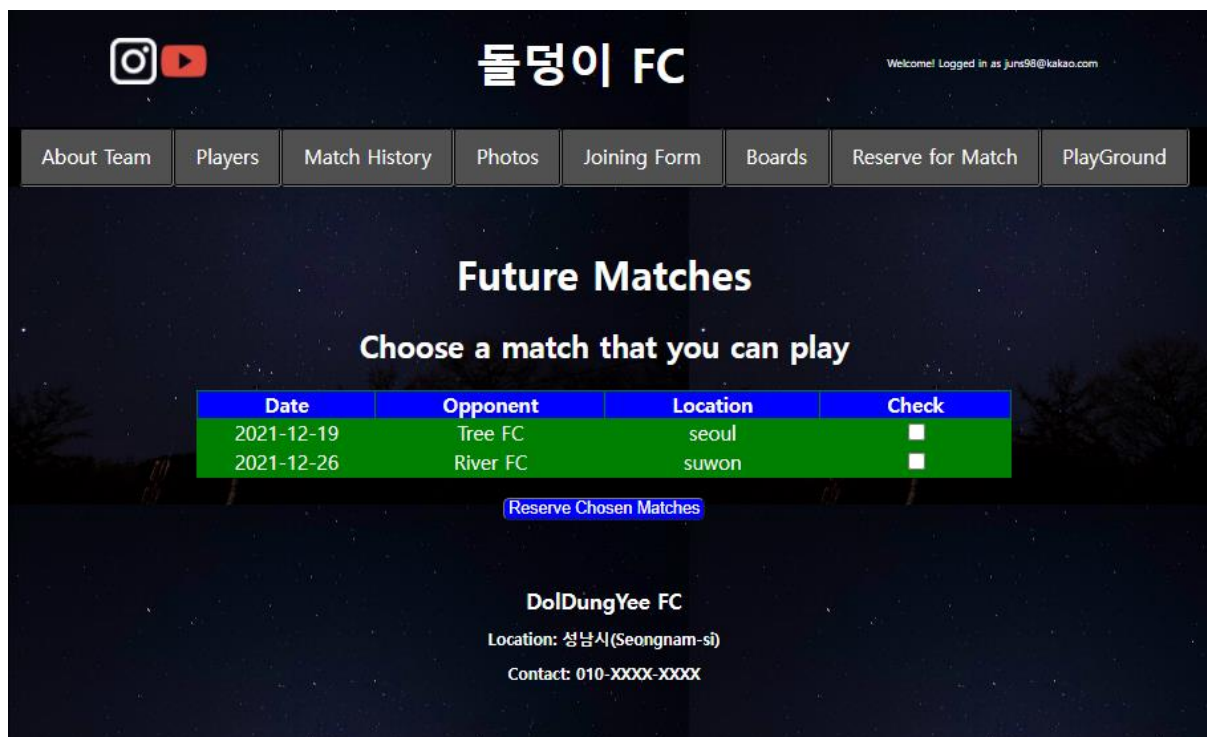 돌덩이 FC
Welcome! Logged in as juns98@kakao.com
About Team Players Match History Photos Joining Form Boards Reserve for Match PlayGround
Future Matches
Choose a match that you can play
Date Opponent Location Check
2021-12-19 Tree FC seoul
2021-12-26 River FC suwon
Reserve Chosen Matches
DolDungYee FC
Location: 성남시(Seongnam-si)
Contact: 010-XXXX-XXXX